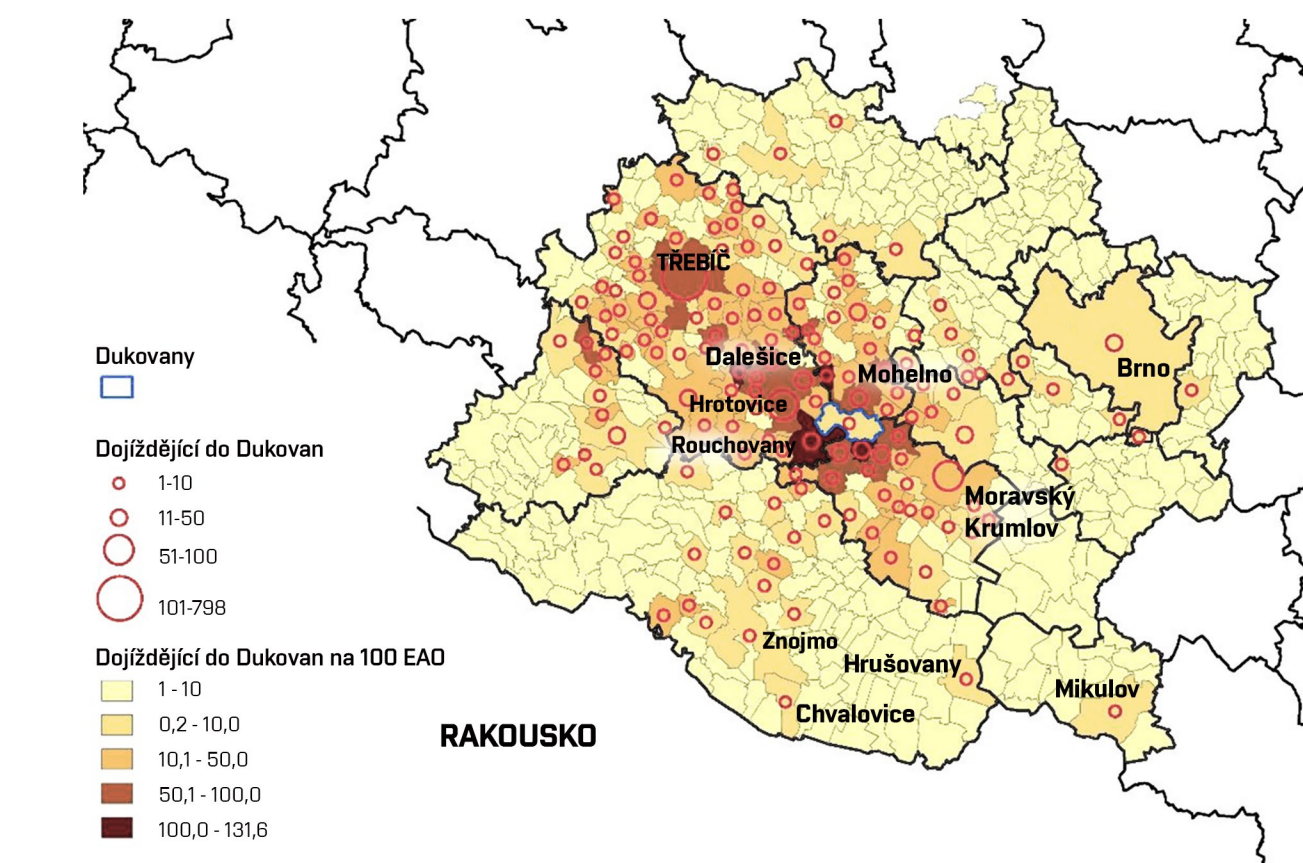 Dukovany
Dojíždějící do Dukovan
1-10
11-50
51-100
101-798
Dojíždějící do Dukovan na 100 EAO
1 - 10
0,2 - 10,0
10,1 - 50,0
50,1 - 100,0
100,0 - 131,6
TŘEBÍČ
Dalešice
Mohelno
Brno
Hrotovice
Rouchovany
Moravský
Krumlov
Znojmo
Hrušovany
Mikulov
Chvalovice
RAKOUSKO